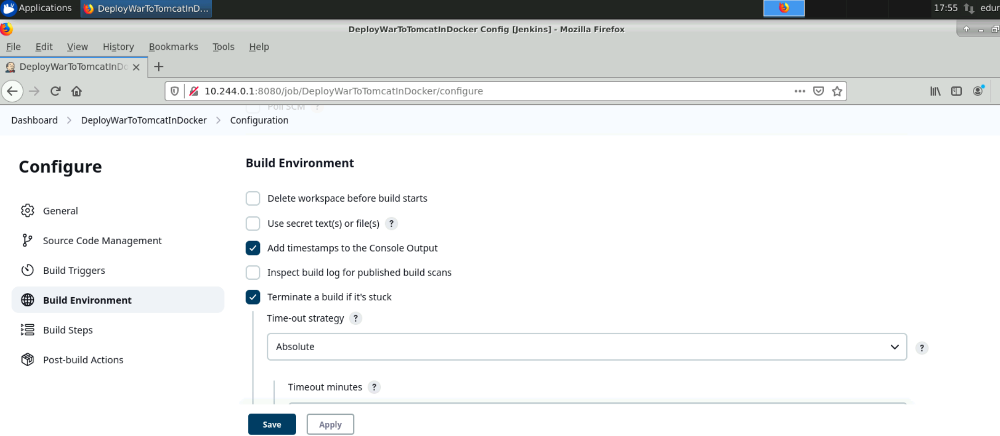 Applications DeployWarToTomcatInD... 17:55 edur
DeployWarToTomcatInDocker Config [Jenkins] - Mozilla Firefox
File Edit View History Bookmarks Tools Help
DeployWarToTomcatInDo
10.244.0.1:8080/job/DeployWarToTomcatInDocker/configure
Poll SCM ?
Dashboard > DeployWarToTomcatInDocker > Configuration
Configure
General
Source Code Management
Build Triggers
Build Environment
Build Steps
Post-build Actions
Build Environment
Delete workspace before build starts
Use secret text(s) or file(s) ?
Add timestamps to the Console Output
Inspect build log for published build scans
Terminate a build if it's stuck
Time-out strategy ?
Absolute ?
Timeout minutes ?
Save Apply